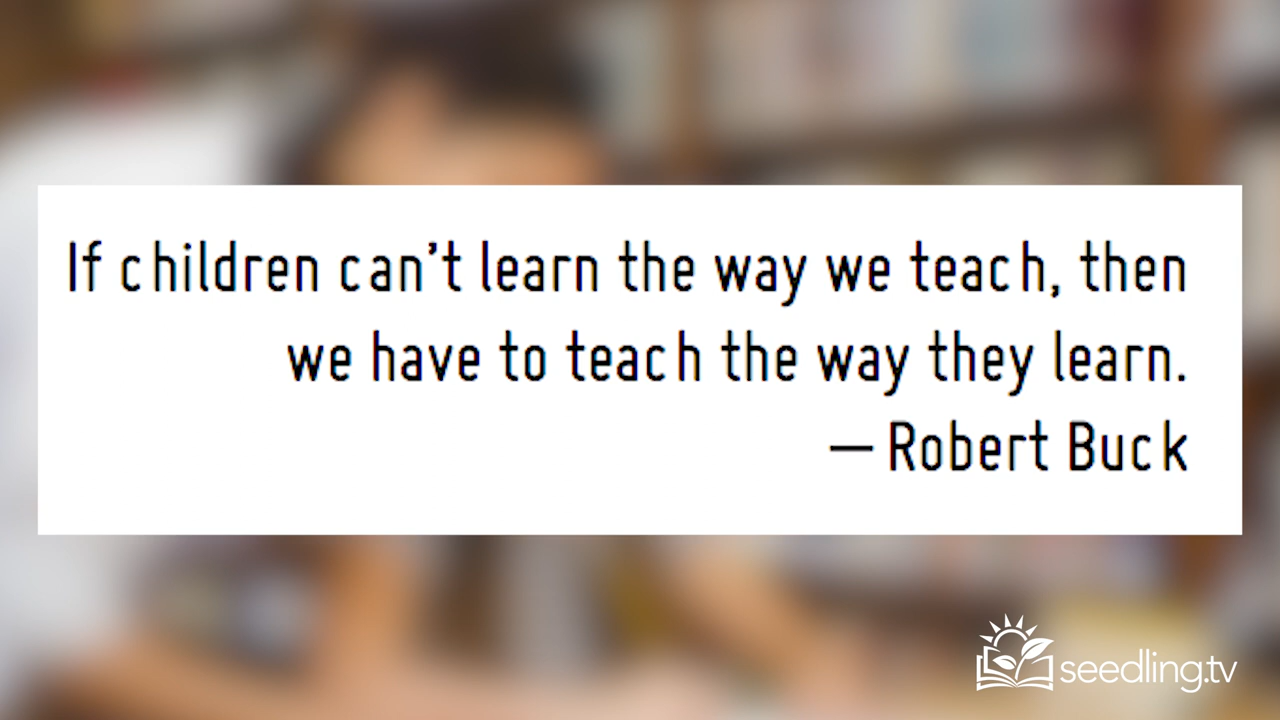 If children can’t learn the way we teach, then
we have to teach the way they learn.
— Robert Buck
seedling.tv